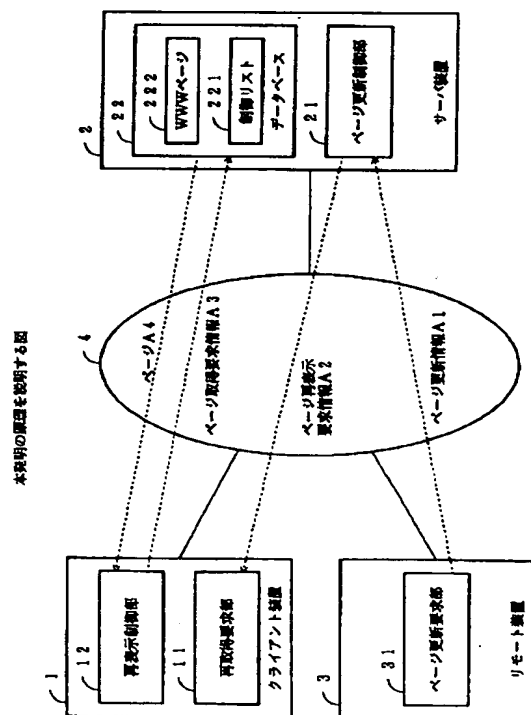 本発明の原理を説明する図
1
12
再表示制御部
11
再取得要求部
クライアント装置
3
31
ページ更新要求部
リモート装置
4
ページA4
ページ取得要求情報A3
ページ再表示
要求情報A2
ページ更新情報A1
2
22
222
WWWページ
221
制御リスト
データベース
21
ページ更新制御部
サーバ装置